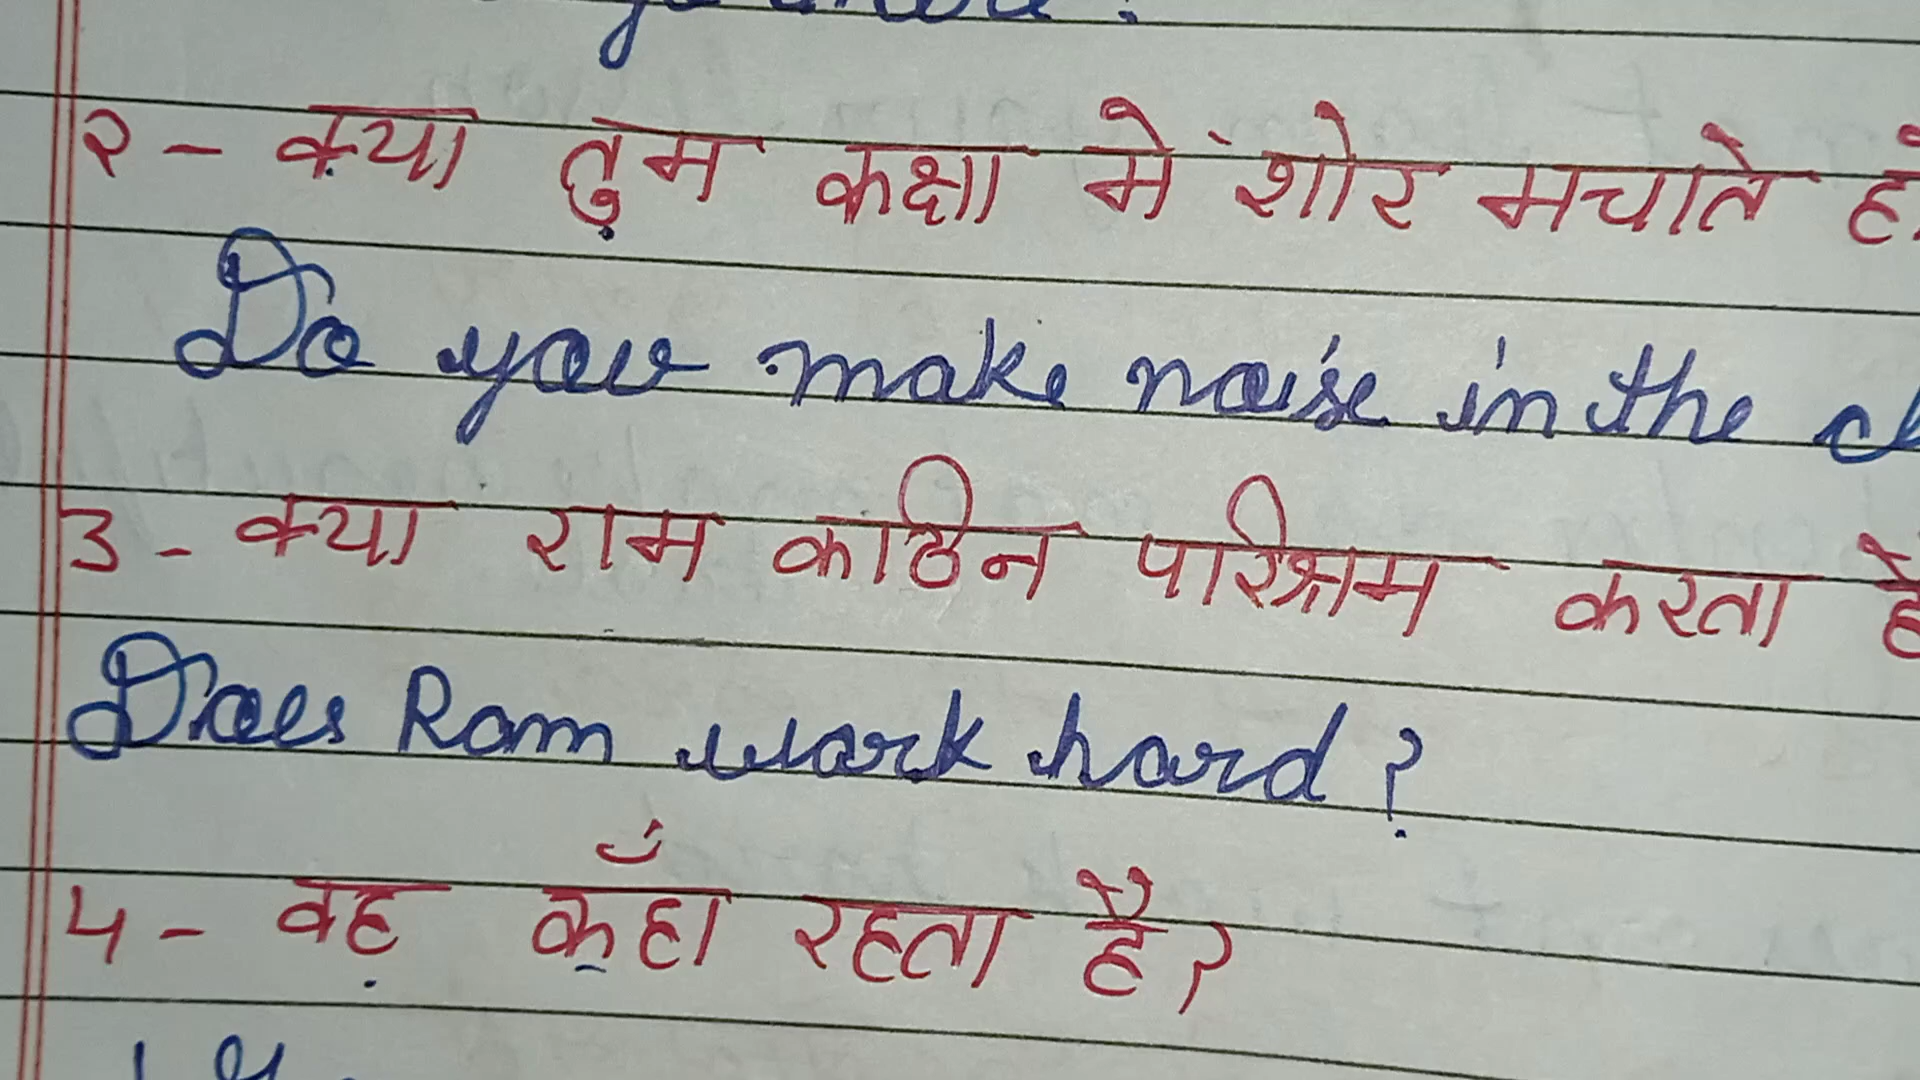 २ - क्या तुम कक्षा में शोर मचाते
Do you make noise in the
3 - क्या राम कठिन परिश्रम करता है
Does Ram work hard?
4 - वह कहाँ रहता है?